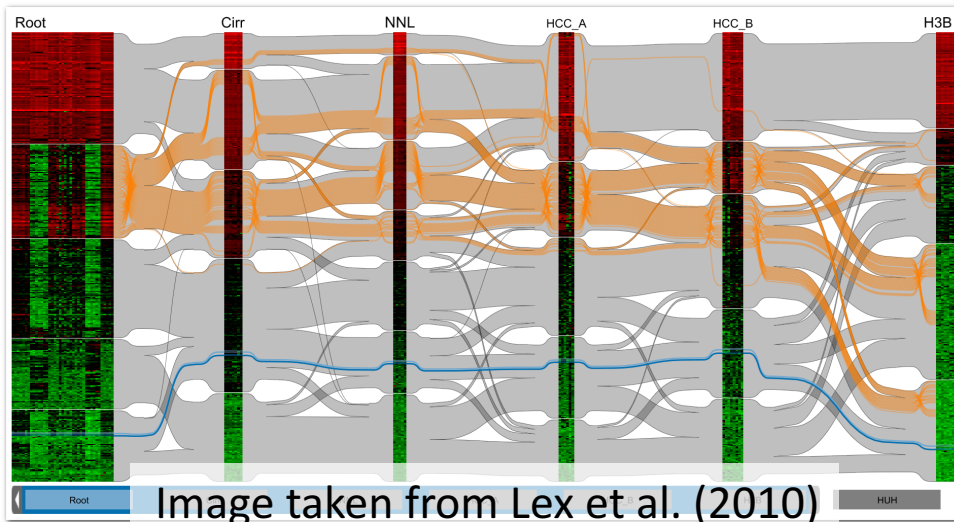 Root Cirr NNL HCC_A HCC_B H3B
Root HUH
Image taken from Lex et al. (2010)